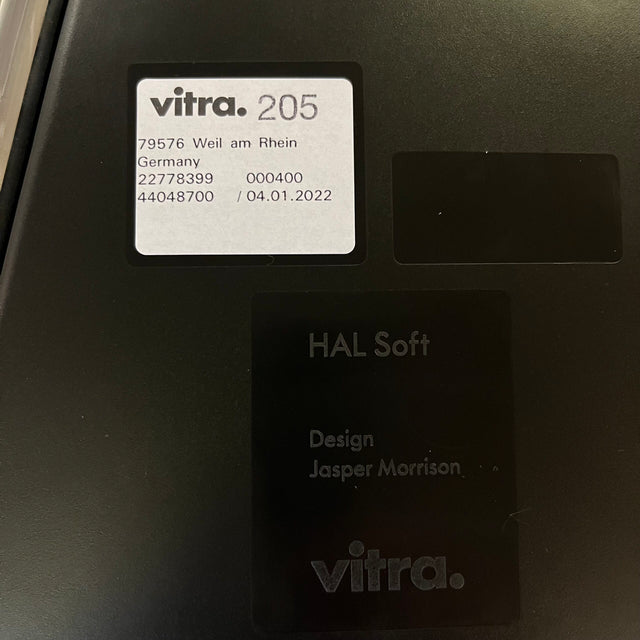 vitra. 205
79576 Weil am Rhein
Germany
22778399 000400
44048700 / 04.01.2022
HAL Soft
Design
Jasper Morrison
vitra.